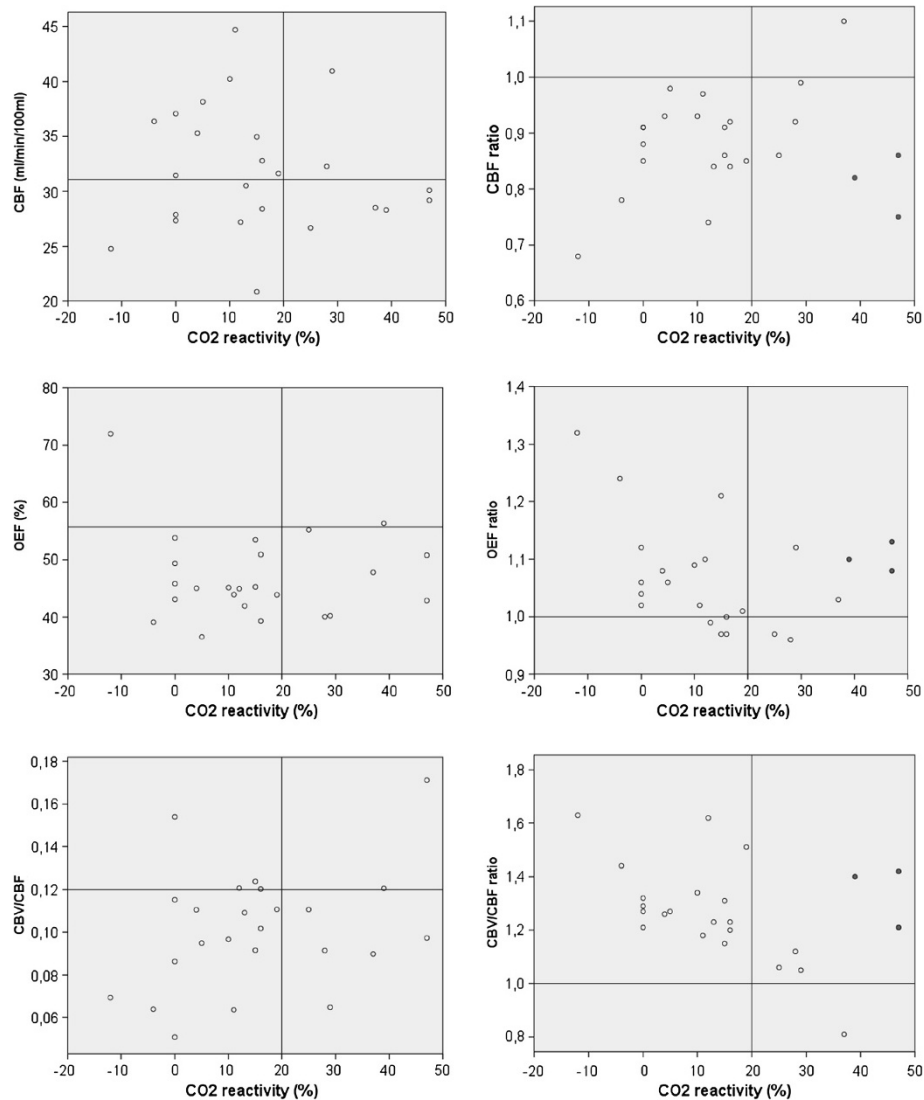 45
40
35
30
25
20
CBF (ml/min/100ml)
-20 -10 0 10 20 30 40 50
CO2 reactivity (%)
1,1
1,0
0,9
0,8
0,7
0,6
CBF ratio
-20 -10 0 10 20 30 40 50
CO2 reactivity (%)
80
70
60
50
40
30
OEF (%)
-20 -10 0 10 20 30 40 50
CO2 reactivity (%)
1,4
1,3
1,2
1,1
1,0
0,9
OEF ratio
-20 -10 0 10 20 30 40 50
CO2 reactivity (%)
0,18
0,16
0,14
0,12
0,10
0,08
0,06
CBV/CBF
-20 -10 0 10 20 30 40 50
CO2 reactivity (%)
1,8
1,6
1,4
1,2
1,0
0,8
CBV/CBF ratio
-20 -10 0 10 20 30 40 50
CO2 reactivity (%)